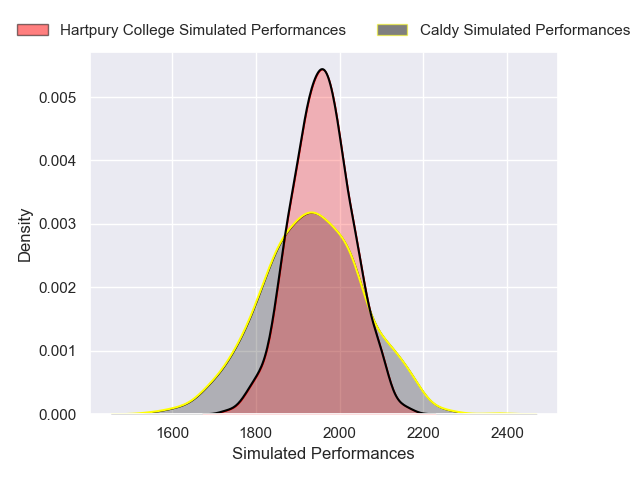 Hartpury College Simulated Performances
Caldy Simulated Performances
0.005
0.004
0.003
0.002
0.001
0.000
Density
1600
1800
2000
2200
2400
Simulated Performances